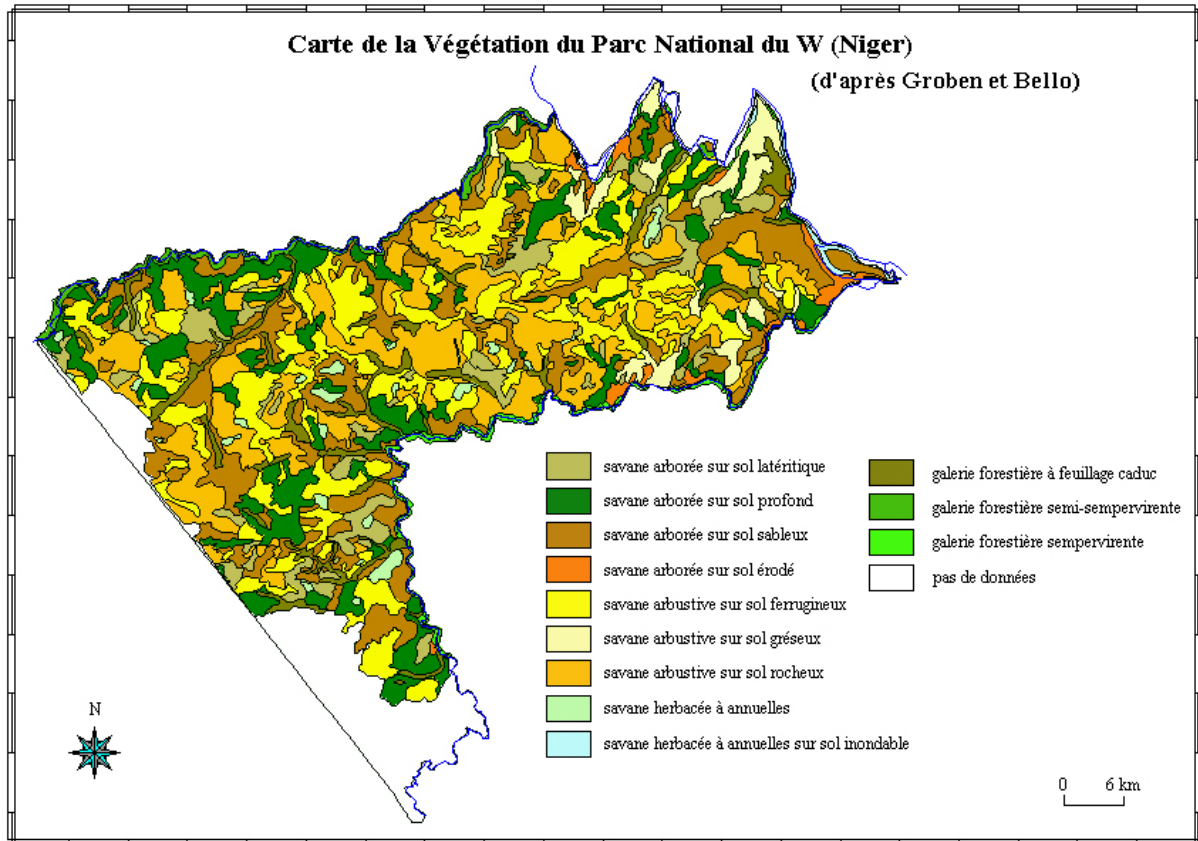 Carte de la Végétation du Parc National du W (Niger)
(d'après Groben et Bello)
savane arborée sur sol latéritique
savane arborée sur sol profond
savane arborée sur sol sableux
savane arborée sur sol érodé
savane arbustive sur sol ferrugineux
savane arbustive sur sol gréseux
savane arbustive sur sol rocheux
savane herbacée à annuelles
savane herbacée à annuelles sur sol inondable
galerie forestière à feuillage caduc
galerie forestière semi-sempervirente
galerie forestière sempervirente
pas de données
N
0 6 km